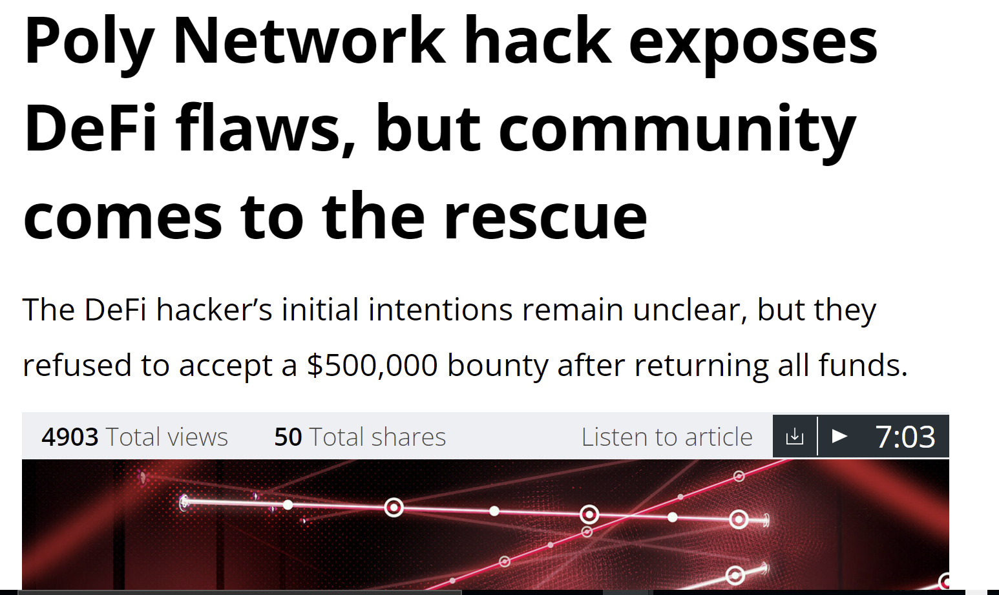 Poly Network hack exposes
DeFi flaws, but community
comes to the rescue
The DeFi hacker’s initial intentions remain unclear, but they
refused to accept a $500,000 bounty after returning all funds.
4903 Total views 50 Total shares Listen to article 7:03